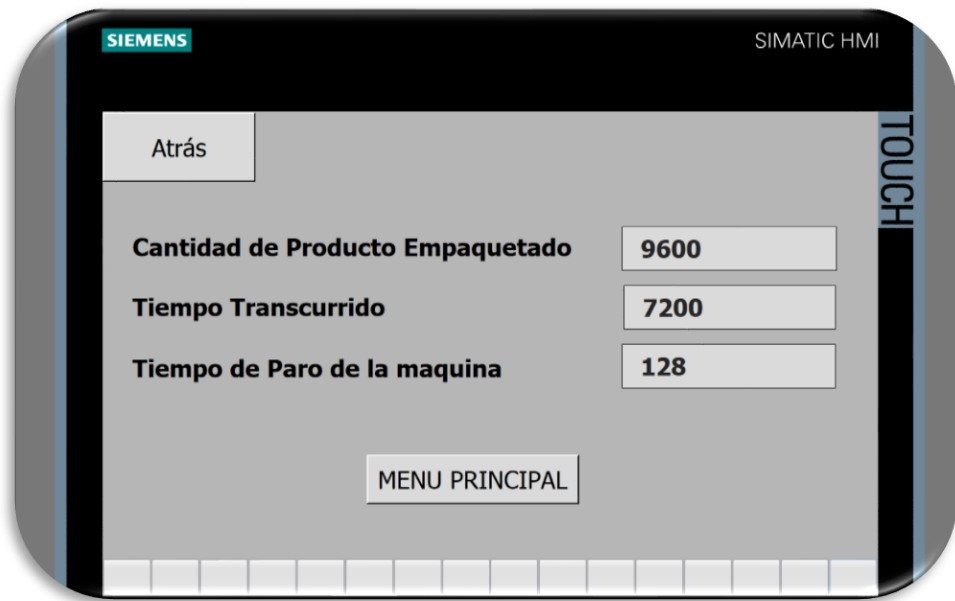 SIEMENS
SIMATIC HMI
TOUCH
Atrás
Cantidad de Producto Empaquetado 9600
Tiempo Transcurrido 7200
Tiempo de Paro de la maquina 128
MENU PRINCIPAL